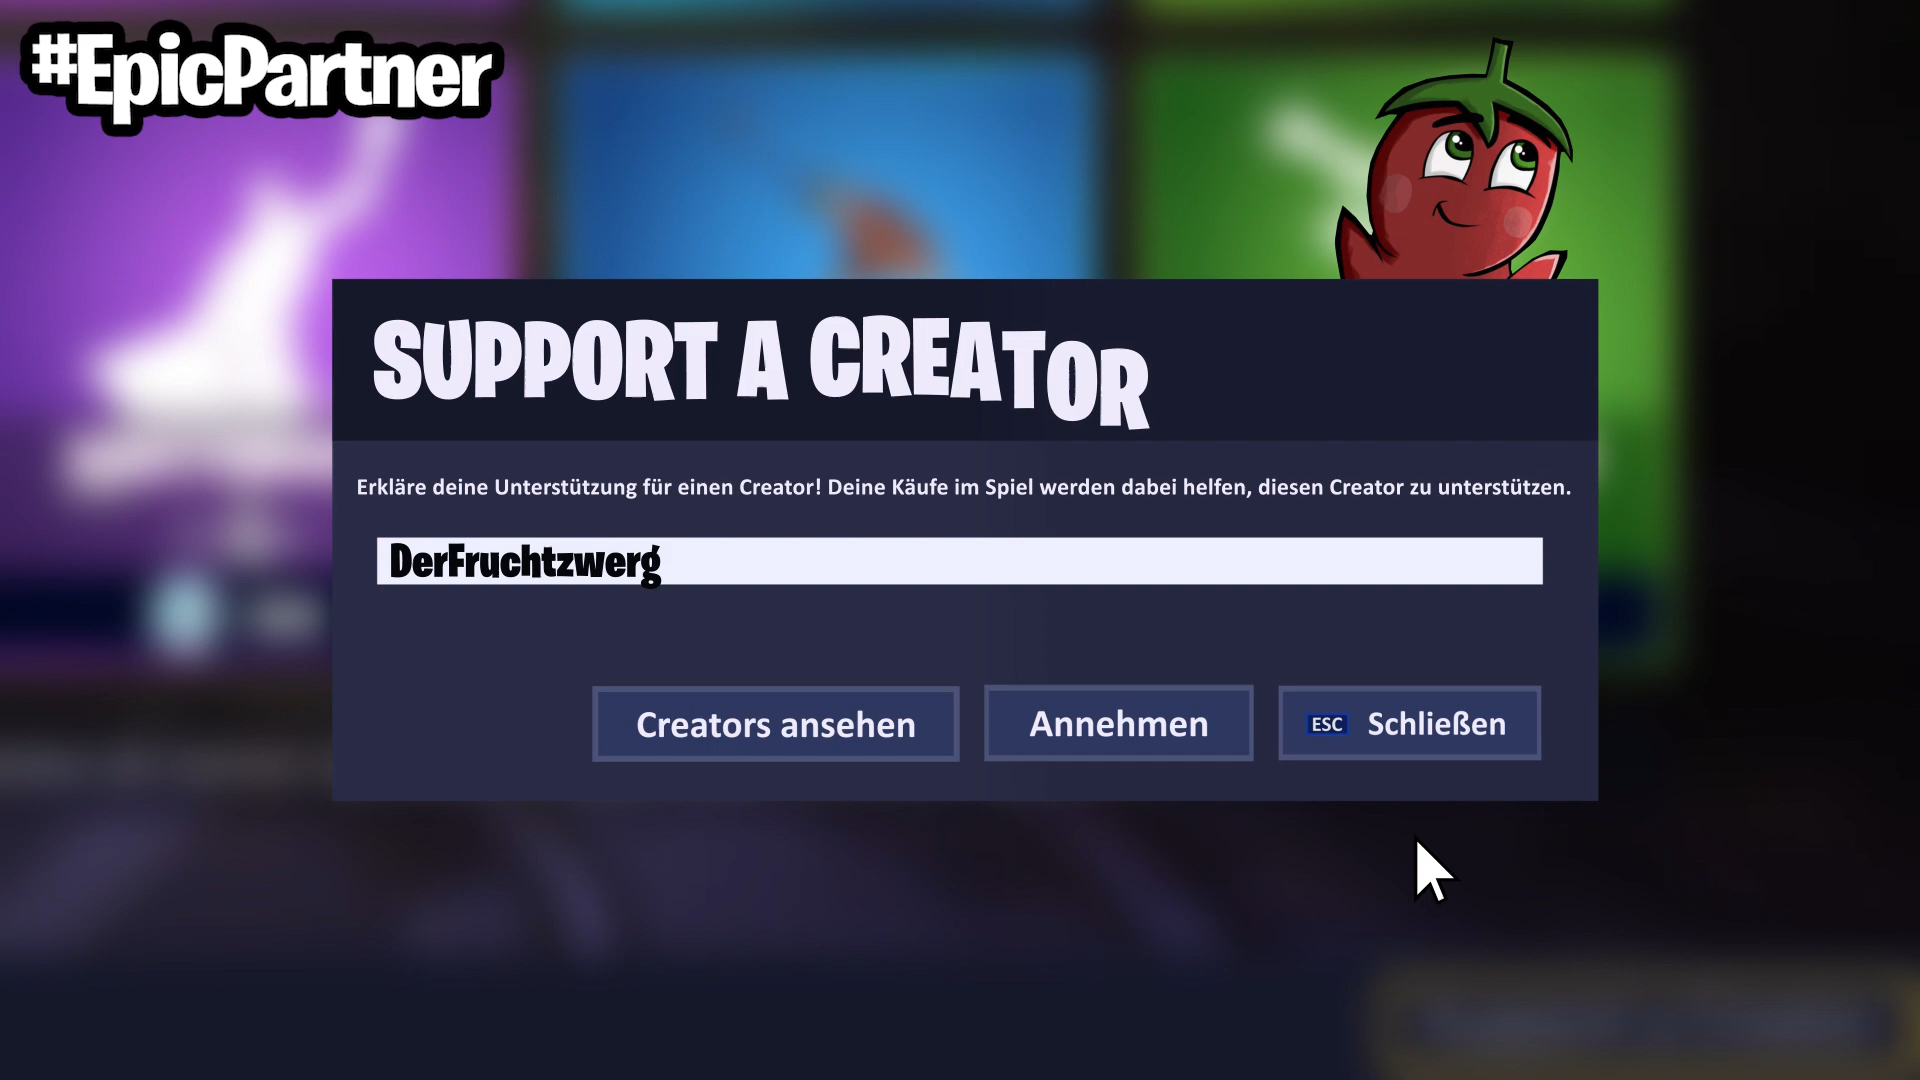 #EpicPartner
SUPPORT A CREATOR
Erkläre deine Unterstützung für einen Creator! Deine Käufe im Spiel werden dabei helfen, diesen Creator zu unterstützen.
DerFruchtzwerg
Creators ansehen
Annehmen
ESC Schließen